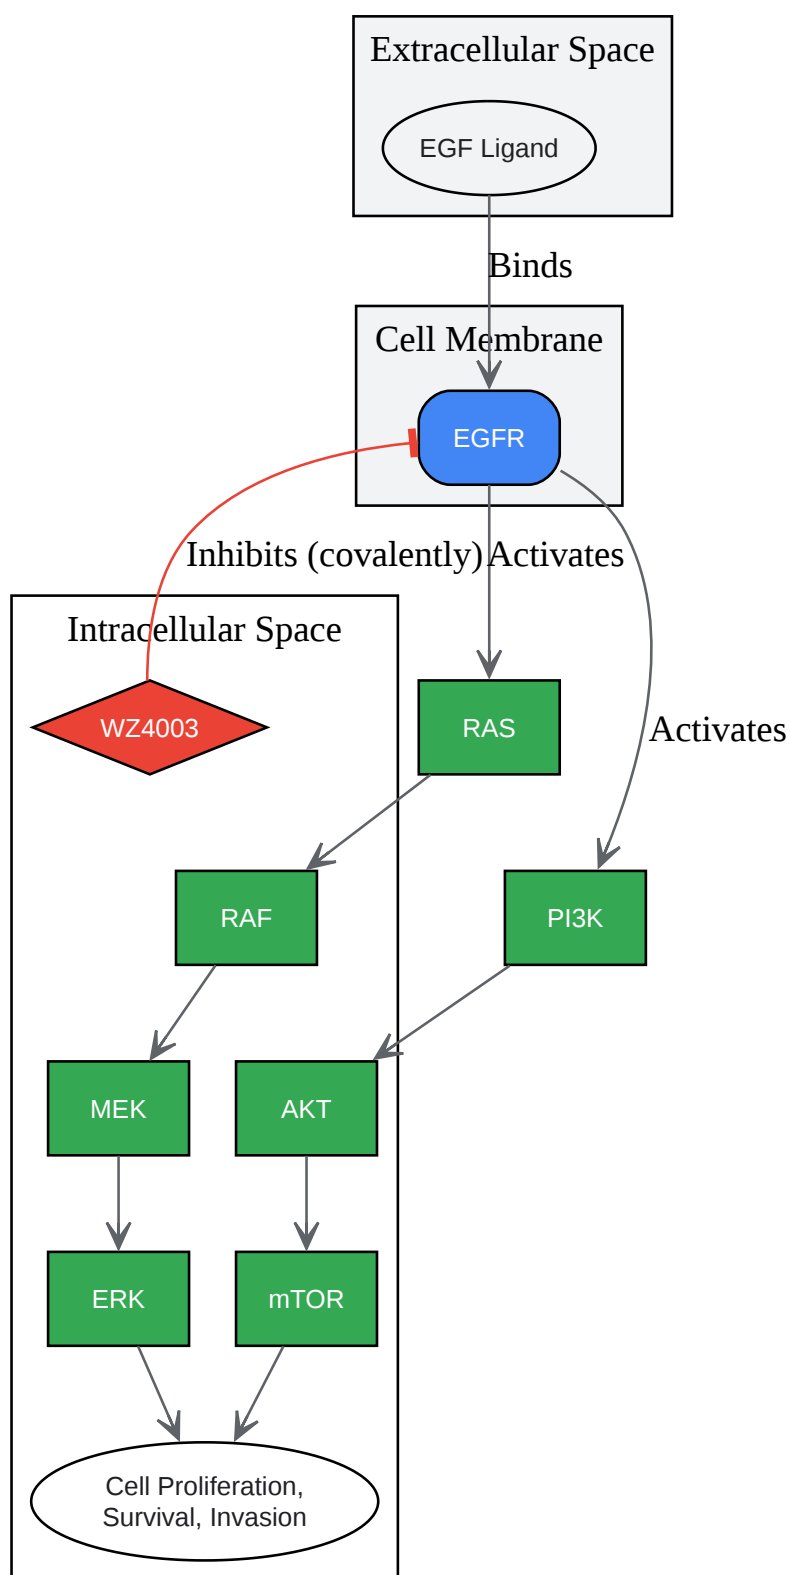 Extracellular Space
EGF Ligand
Binds
Cell Membrane
EGFR
Inhibits (covalently)
Activates
Intracellular Space
WZ4003
RAS
Activates
RAF
PI3K
MEK
AKT
ERK
mTOR
Cell Proliferation,
Survival, Invasion